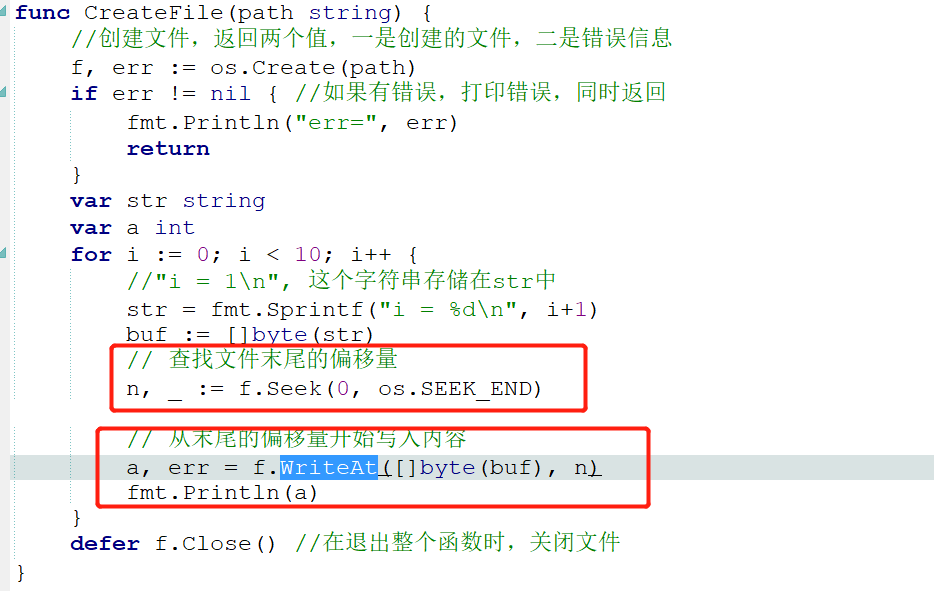 func CreateFile(path string) {
    //创建文件，返回两个值，一是创建的文件，二是错误信息
    f, err := os.Create(path)
    if err != nil { //如果有错误，打印错误，同时返回
        fmt.Println("err=", err)
        return
    }
    var str string
    var a int
    for i := 0; i < 10; i++ {
        //"i = 1\n", 这个字符串存储在str中
        str = fmt.Sprintf("i = %d\n", i+1)
        buf := []byte(str)
        // 查找文件末尾的偏移量
        n, _ := f.Seek(0, os.SEEK_END)
        // 从末尾的偏移量开始写入内容
        a, err = f.WriteAt([]byte(buf), n)
        fmt.Println(a)
    }
    defer f.Close() //在退出整个函数时，关闭文件
}